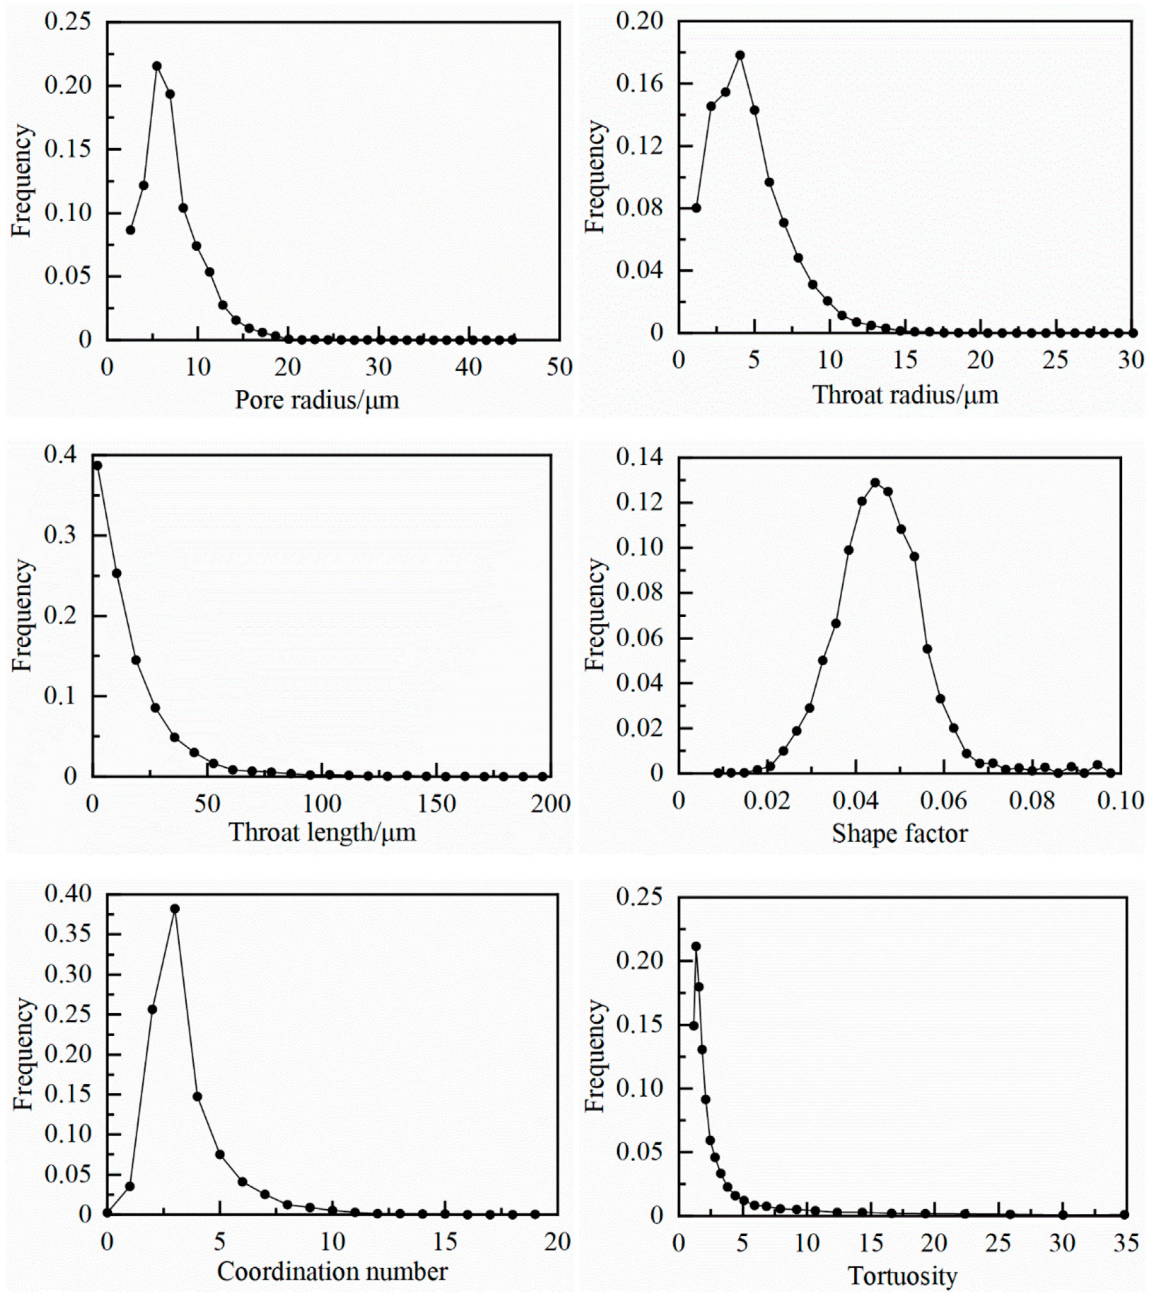 0.25
0.20
0.15
0.10
0.05
0
0 10 20 30 40 50
Frequency
Pore radius/μm
0.20
0.16
0.12
0.08
0.04
0
0 5 10 15 20 25 30
Frequency
Throat radius/μm
0.4
0.3
0.2
0.1
0
0 50 100 150 200
Frequency
Throat length/μm
0.14
0.12
0.10
0.08
0.06
0.04
0.02
0
0 0.02 0.04 0.06 0.08 0.10
Frequency
Shape factor
0.40
0.35
0.30
0.25
0.20
0.15
0.10
0.05
0
0 5 10 15 20
Frequency
Coordination number
0.25
0.20
0.15
0.10
0.05
0
0 5 10 15 20 25 30 35
Frequency
Tortuosity